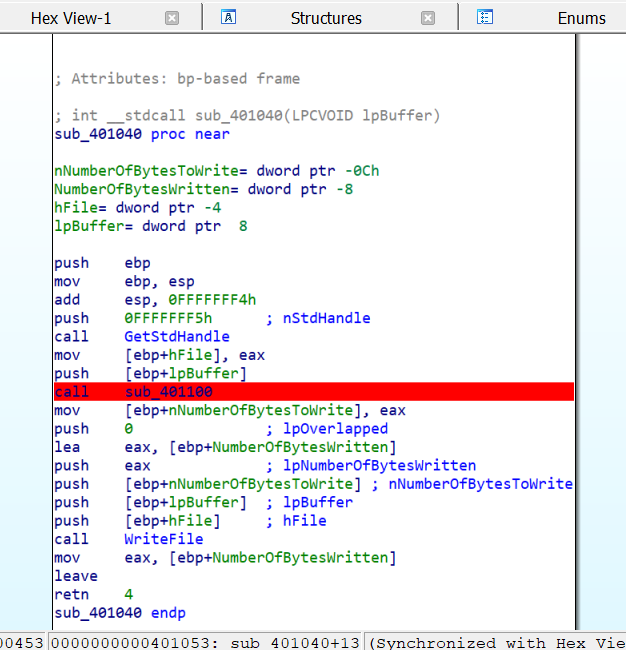 Hex View-1 Structures Enums
; Attributes: bp-based frame
; int __stdcall sub_401040(LPCVOID lpBuffer)
sub_401040 proc near
nNumberOfBytesToWrite= dword ptr -0Ch
NumberOfBytesWritten= dword ptr -8
hFile= dword ptr -4
lpBuffer= dword ptr  8
push    ebp
mov     ebp, esp
add     esp, 0FFFFFFF4h
push    0FFFFFFF5h      ; nStdHandle
call    GetStdHandle
mov     [ebp+hFile], eax
push    [ebp+lpBuffer]
call    sub_401100
mov     [ebp+nNumberOfBytesToWrite], eax
push    0               ; lpOverlapped
lea     eax, [ebp+NumberOfBytesWritten]
push    eax             ; lpNumberOfBytesWritten
push    [ebp+nNumberOfBytesToWrite] ; nNumberOfBytesToWrite
push    [ebp+lpBuffer]  ; lpBuffer
push    [ebp+hFile]     ; hFile
call    WriteFile
mov     eax, [ebp+NumberOfBytesWritten]
leave
retn    4
sub_401040 endp
00453 0000000000401053: sub_401040+13 (Synchronized with Hex Vie